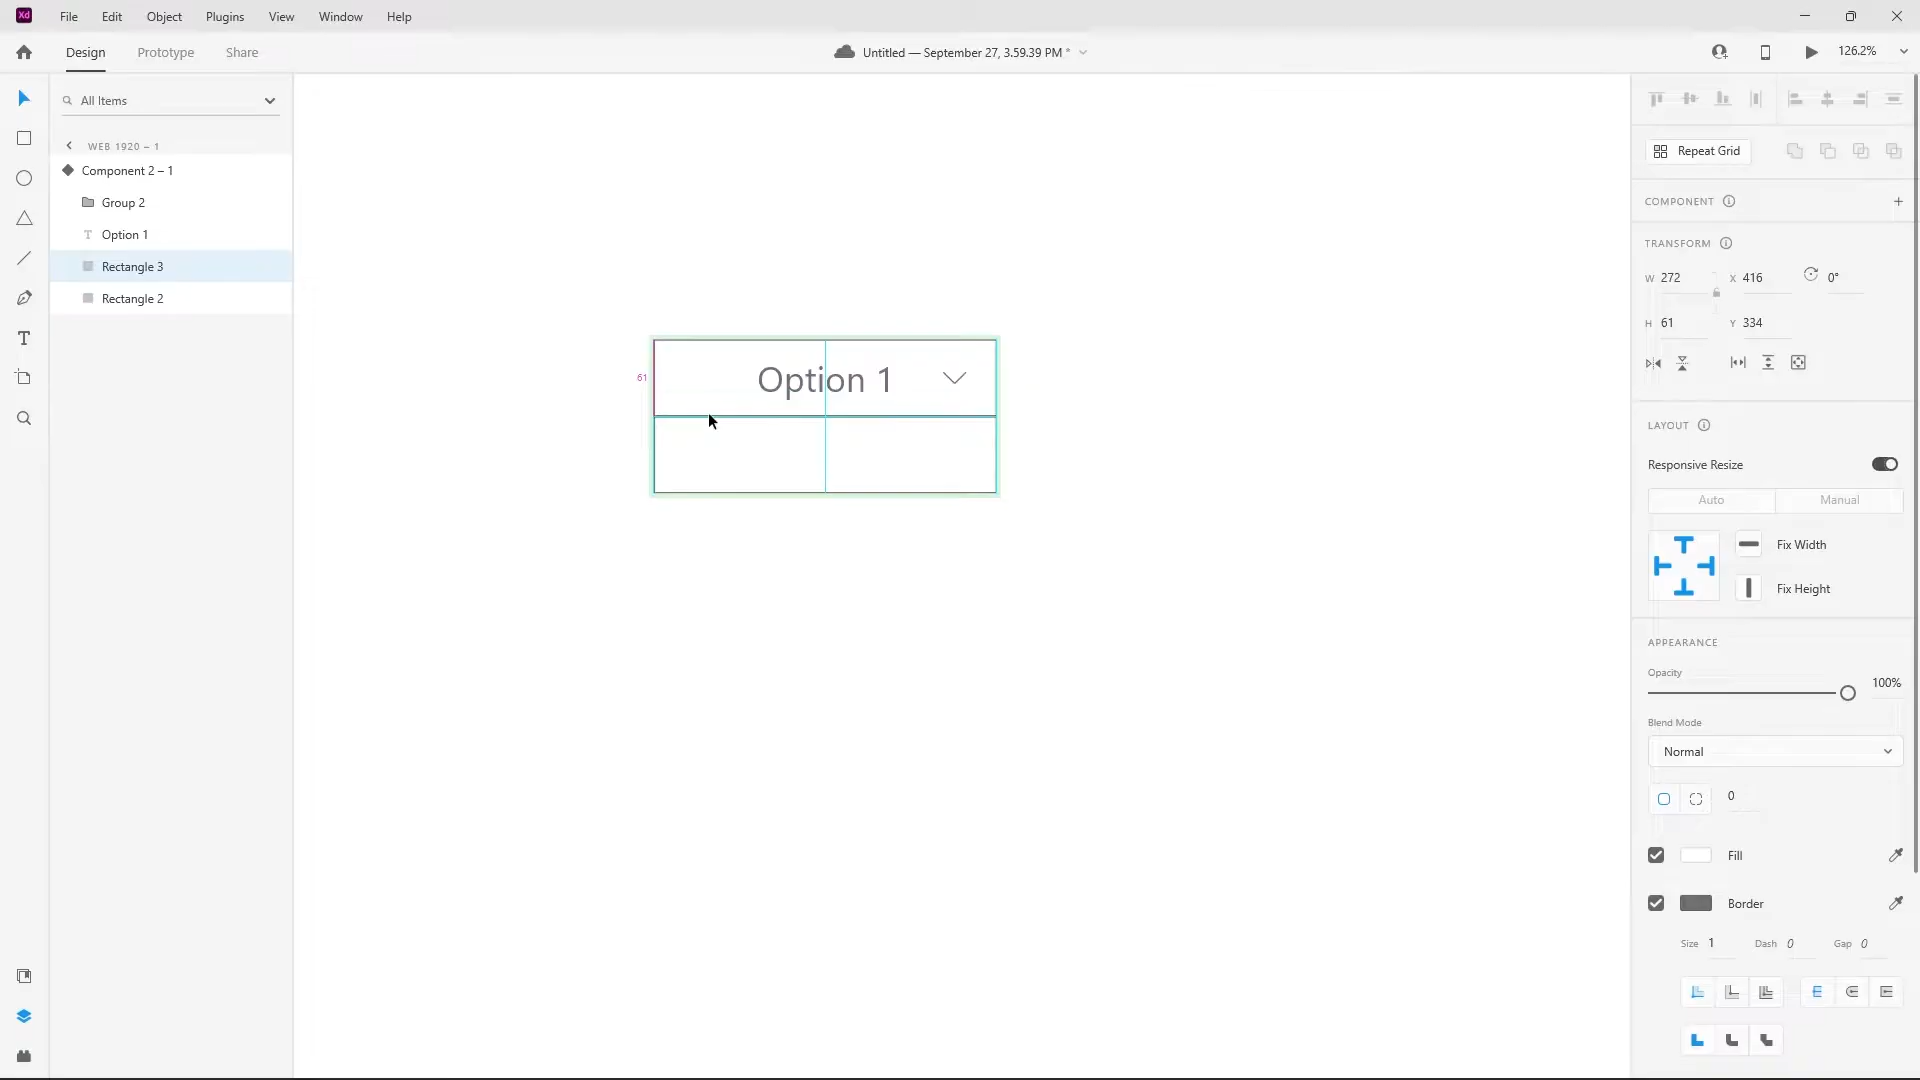 Xd File Edit Object Plugins View Window Help
Design Prototype Share Untitled — September 27, 3.59.39 PM * 126.2%
All Items
WEB 1920 – 1
Component 2 – 1
Group 2
Option 1
Rectangle 3
Rectangle 2
61
Option 1
Repeat Grid
COMPONENT
TRANSFORM
W 272 X 416 0°
H 61 Y 334
LAYOUT
Responsive Resize
Auto Manual
Fix Width
Fix Height
APPEARANCE
Opacity
100%
Blend Mode
Normal
0
Fill
Border
Size 1 Dash 0 Gap 0